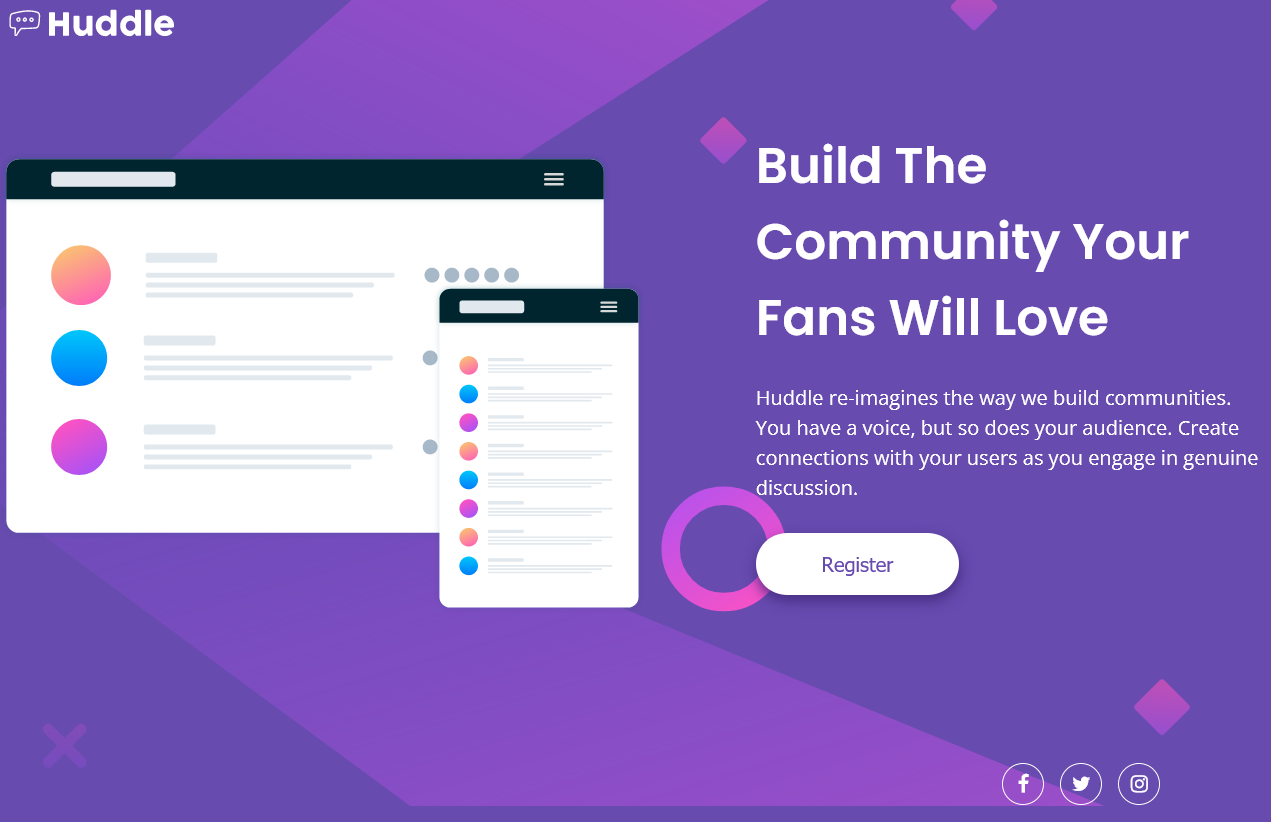 Huddle
Build The
Community Your
Fans Will Love
Huddle re-imagines the way we build communities.
You have a voice, but so does your audience. Create
connections with your users as you engage in genuine
discussion.
Register